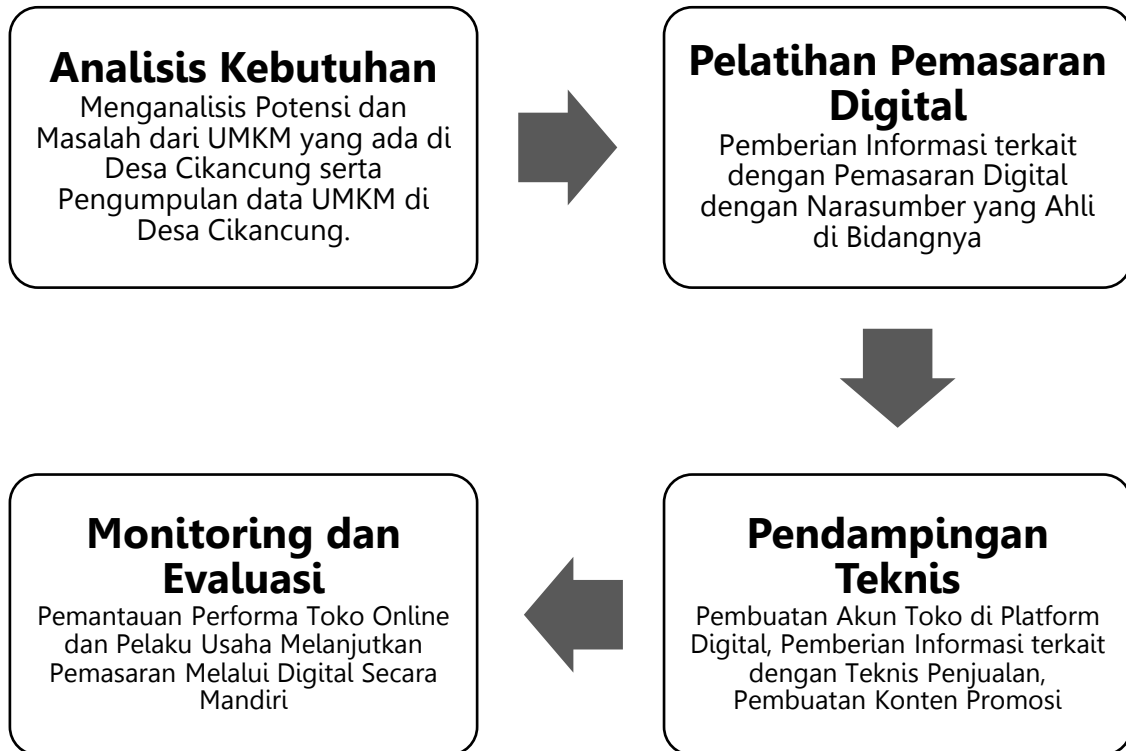 Analisis Kebutuhan
Menganalisis Potensi dan
Masalah dari UMKM yang ada di
Desa Cikancung serta
Pengumpulan data UMKM di
Desa Cikancung.
Pelatihan Pemasaran
Digital
Pemberian Informasi terkait
dengan Pemasaran Digital
dengan Narasumber yang Ahli
di Bidangnya
Pendampingan
Teknis
Pembuatan Akun Toko di Platform
Digital, Pemberian Informasi terkait
dengan Teknis Penjualan,
Pembuatan Konten Promosi
Monitoring dan
Evaluasi
Pemantauan Performa Toko Online
dan Pelaku Usaha Melanjutkan
Pemasaran Melalui Digital Secara
Mandiri